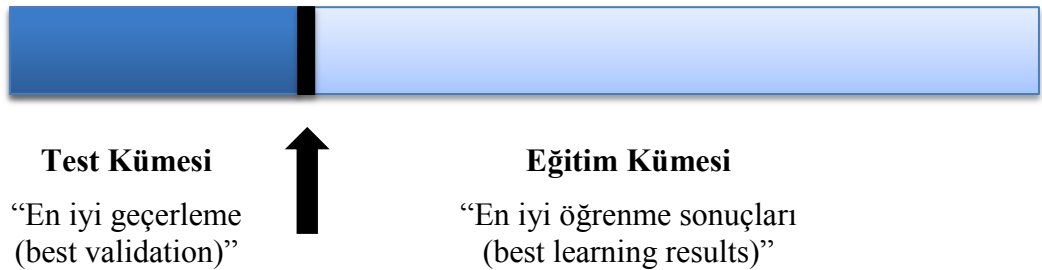 Test Kümesi
“En iyi geçerleme
(best validation)”
Eğitim Kümesi
“En iyi öğrenme sonuçları
(best learning results)”